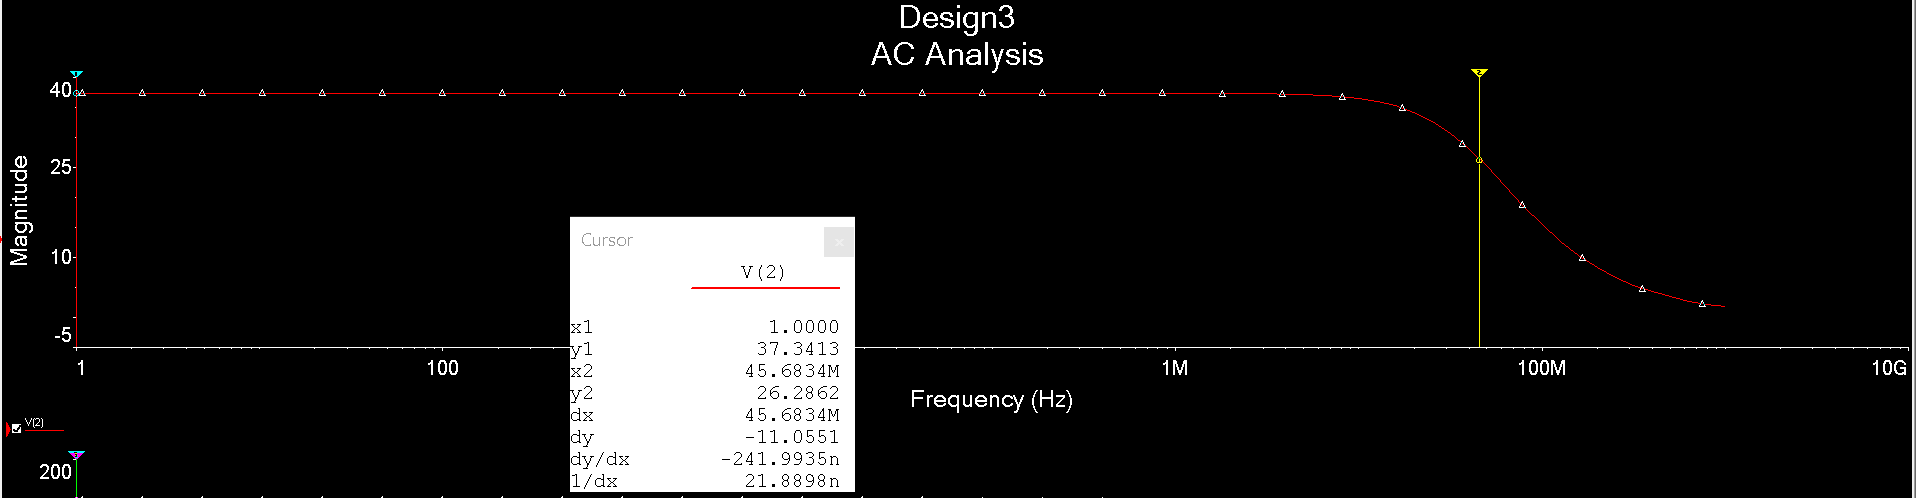 Design3
AC Analysis
Magnitude
40
25
10
-5
1
100
1M
100M
10G
Frequency (Hz)
Cursor
V(2)
x1 1.0000
y1 37.3413
x2 45.6834M
y2 26.2862
dx 45.6834M
dy -11.0551
dy/dx -241.9935n
1/dx 21.8898n
V(2)
200